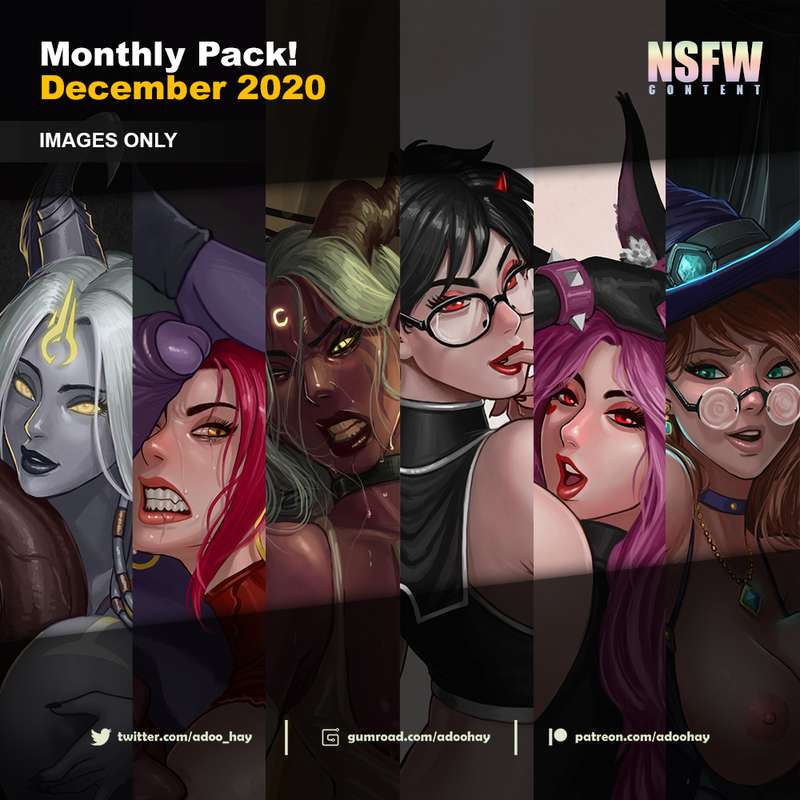 Monthly Pack!
December 2020
IMAGES ONLY
NSFW
CONTENT
twitter.com/adoo_hay
gumroad.com/adoohay
patreon.com/adoohay